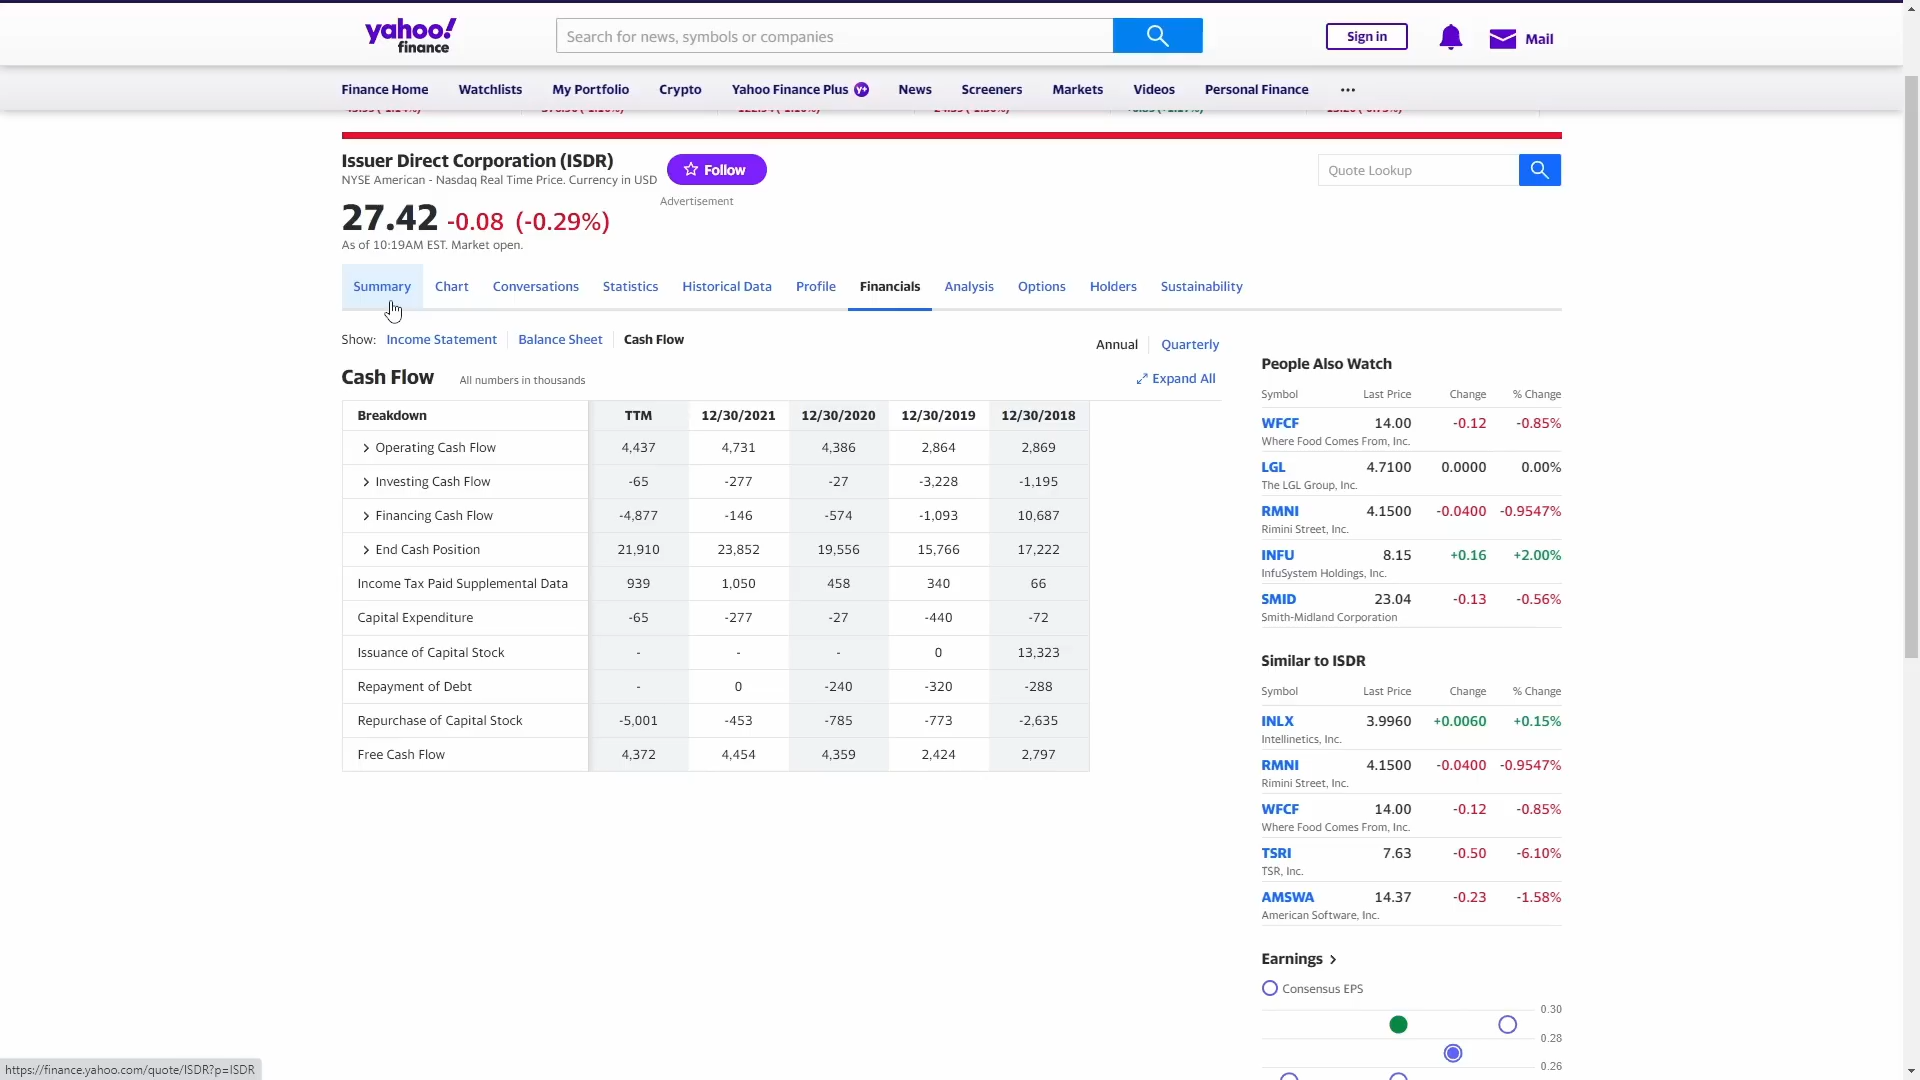 yahoo!
finance
Search for news, symbols or companies
Sign in
Mail
Finance Home Watchlists My Portfolio Crypto Yahoo Finance Plus Y+ News Screeners Markets Videos Personal Finance ...
Issuer Direct Corporation (ISDR)
Follow
Quote Lookup
NYSE American - Nasdaq Real Time Price. Currency in USD
Advertisement
27.42 -0.08 (-0.29%)
As of 10:19AM EST. Market open.
Summary Chart Conversations Statistics Historical Data Profile Financials Analysis Options Holders Sustainability
Show: Income Statement Balance Sheet Cash Flow
Annual Quarterly
Cash Flow All numbers in thousands
Expand All
Breakdown TTM 12/30/2021 12/30/2020 12/30/2019 12/30/2018
Operating Cash Flow 4,437 4,731 4,386 2,864 2,869
Investing Cash Flow -65 -277 -27 -3,228 -1,195
Financing Cash Flow -4,877 -146 -574 -1,093 10,687
End Cash Position 21,910 23,852 19,556 15,766 17,222
Income Tax Paid Supplemental Data 939 1,050 458 340 66
Capital Expenditure -65 -277 -27 -440 -72
Issuance of Capital Stock - - - 0 13,323
Repayment of Debt - 0 -240 -320 -288
Repurchase of Capital Stock -5,001 -453 -785 -773 -2,635
Free Cash Flow 4,372 4,454 4,359 2,424 2,797
People Also Watch
Symbol Last Price Change % Change
WFCF 14.00 -0.12 -0.85%
Where Food Comes From, Inc.
LGL 4.7100 0.0000 0.00%
The LGL Group, Inc.
RMNI 4.1500 -0.0400 -0.9547%
Rimini Street, Inc.
INFU 8.15 +0.16 +2.00%
InfuSystem Holdings, Inc.
SMID 23.04 -0.13 -0.56%
Smith-Midland Corporation
Similar to ISDR
Symbol Last Price Change % Change
INLX 3.9960 +0.0060 +0.15%
Intellinetics, Inc.
RMNI 4.1500 -0.0400 -0.9547%
Rimini Street, Inc.
WFCF 14.00 -0.12 -0.85%
Where Food Comes From, Inc.
TSRI 7.63 -0.50 -6.10%
TSR, Inc.
AMSWA 14.37 -0.23 -1.58%
American Software, Inc.
Earnings
Consensus EPS
0.30
0.28
0.26
https://finance.yahoo.com/quote/ISDR?p=ISDR